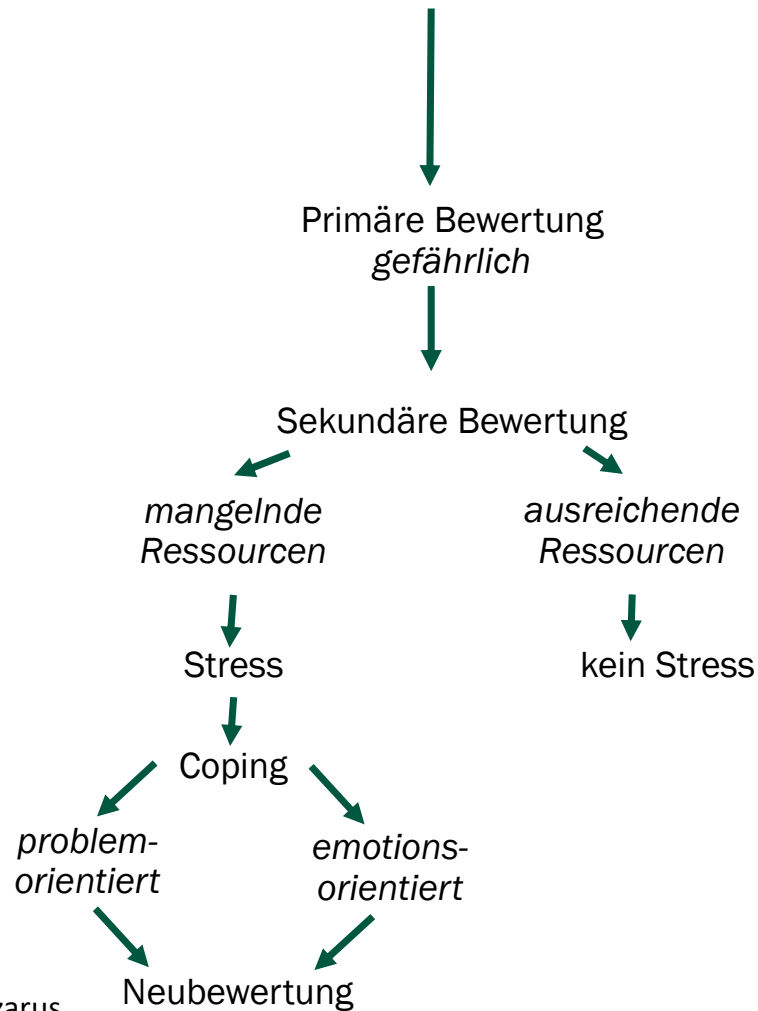 Primäre Bewertung
gefährlich
Sekundäre Bewertung
mangelnde
Ressourcen
ausreichende
Ressourcen
Stress
kein Stress
Coping
problem-
orientiert
emotions-
orientiert
Neubewertung